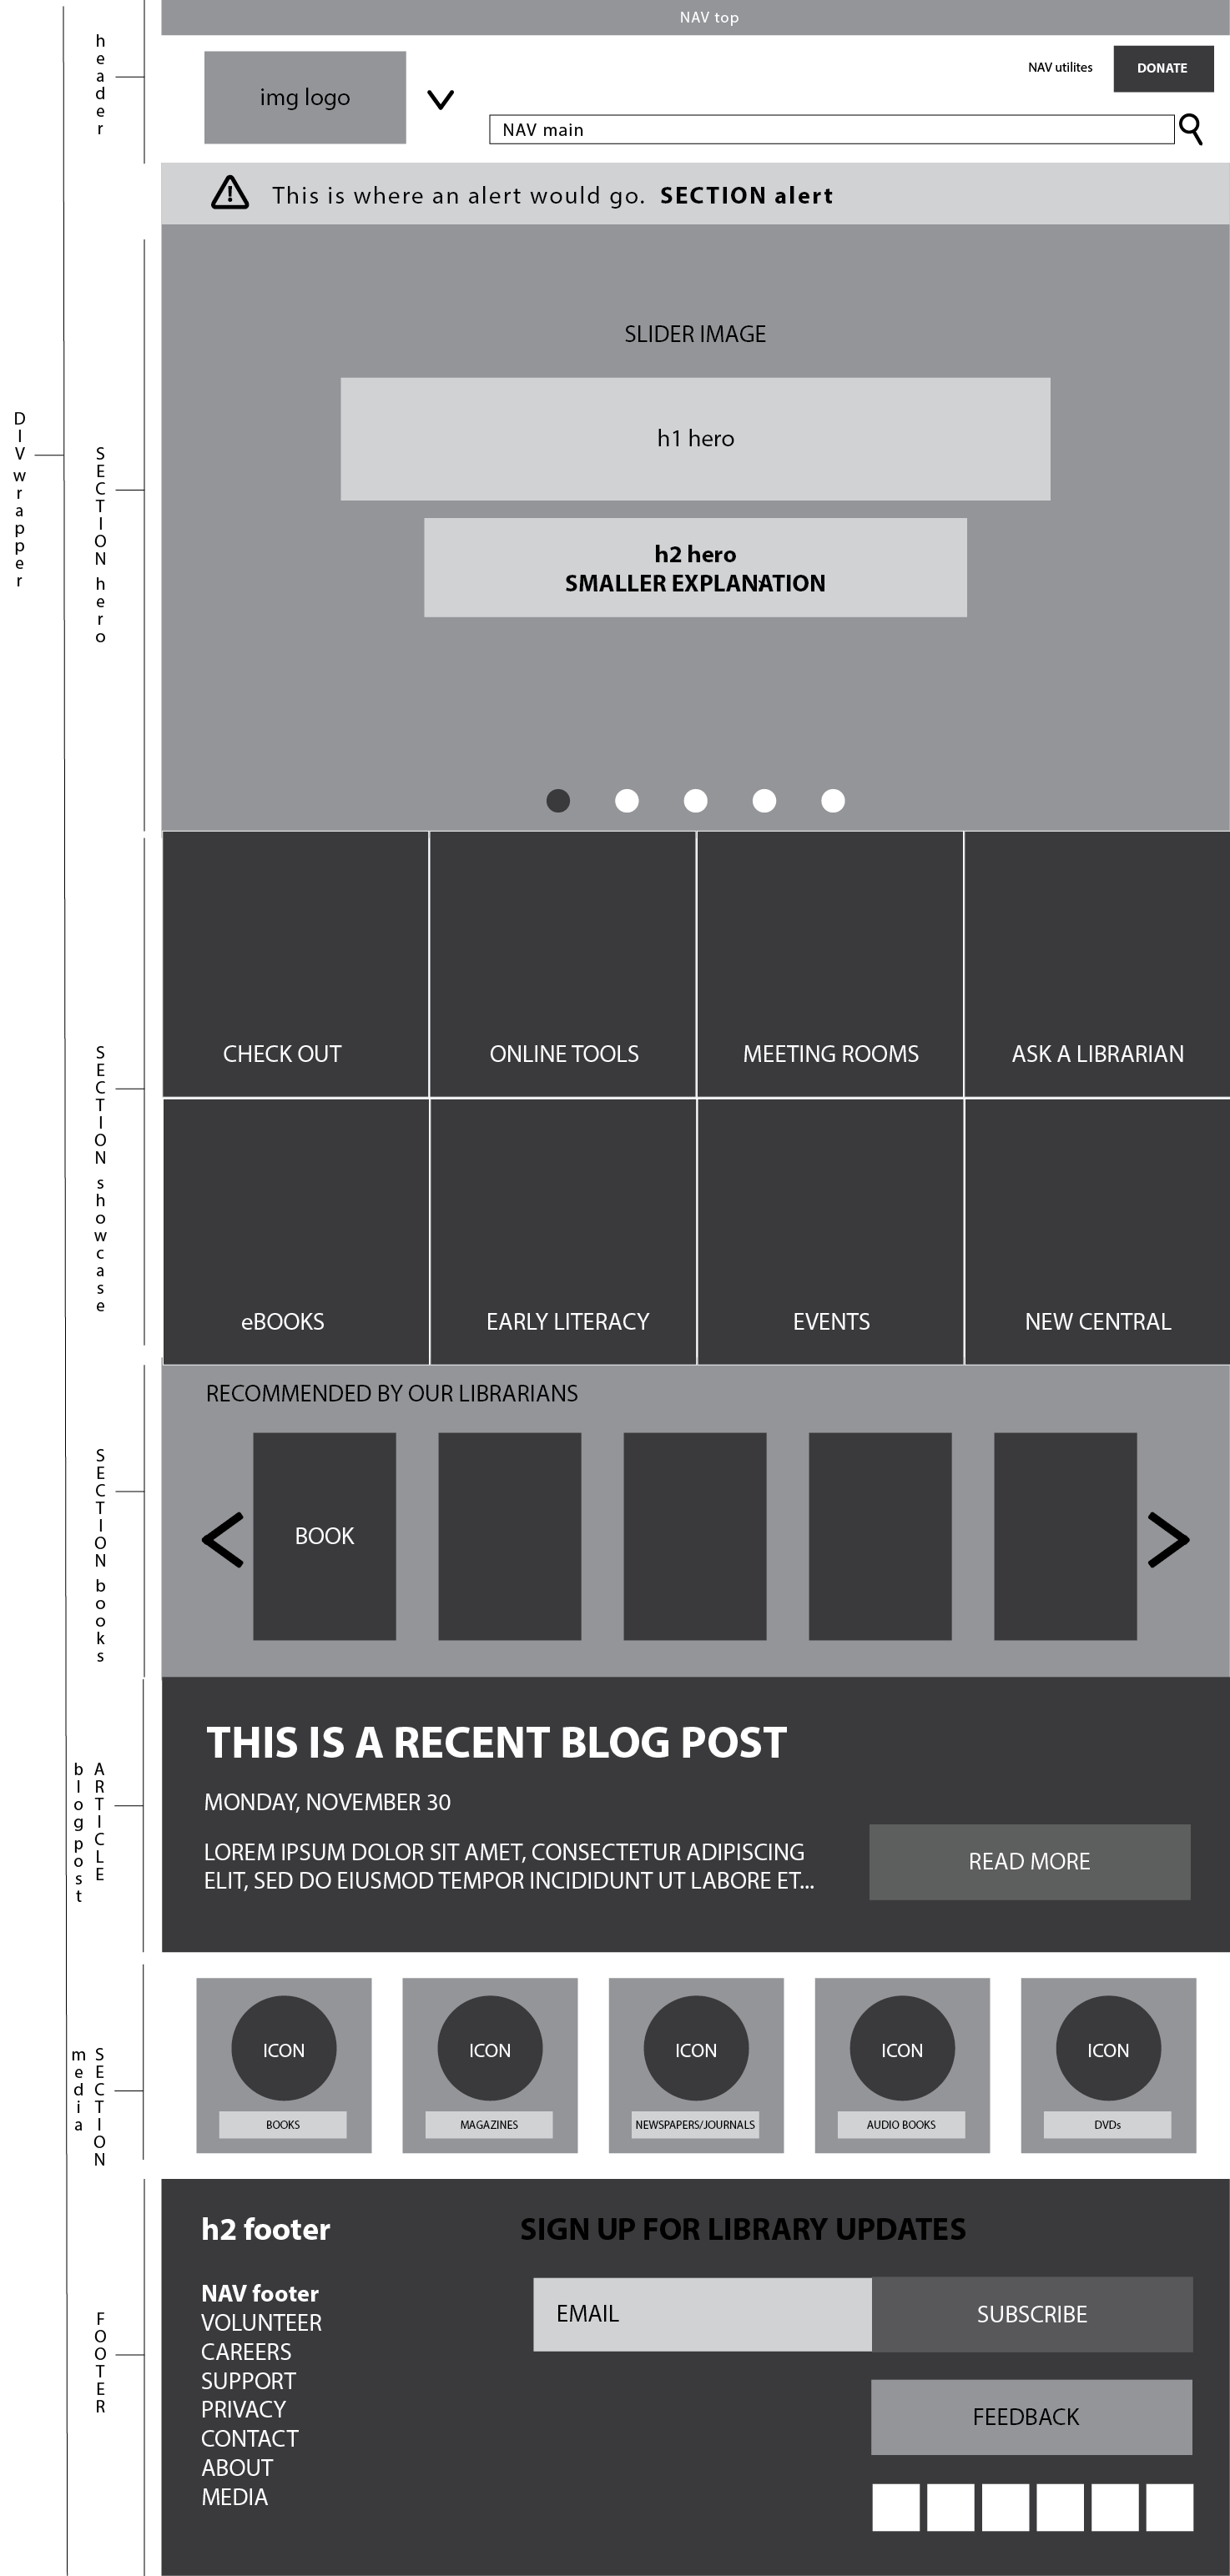 NAV top
header
img logo
NAV utilites
DONATE
NAV main
This is where an alert would go. SECTION alert
DIV wrapper
SECTION hero
SLIDER IMAGE
h1 hero
h2 hero
SMALLER EXPLANATION
SECTION showcase
CHECK OUT
ONLINE TOOLS
MEETING ROOMS
ASK A LIBRARIAN
eBOOKS
EARLY LITERACY
EVENTS
NEW CENTRAL
SECTION books
RECOMMENDED BY OUR LIBRARIANS
BOOK
ARTICLE
blog post
THIS IS A RECENT BLOG POST
MONDAY, NOVEMBER 30
LOREM IPSUM DOLOR SIT AMET, CONSECTETUR ADIPISCING
ELIT, SED DO EIUSMOD TEMPOR INCIDIDUNT UT LABORE ET...
READ MORE
SECTION
media
ICON
ICON
ICON
ICON
ICON
BOOKS
MAGAZINES
NEWSPAPERS/JOURNALS
AUDIO BOOKS
DVDs
FOOTER
h2 footer
NAV footer
VOLUNTEER
CAREERS
SUPPORT
PRIVACY
CONTACT
ABOUT
MEDIA
SIGN UP FOR LIBRARY UPDATES
EMAIL
SUBSCRIBE
FEEDBACK